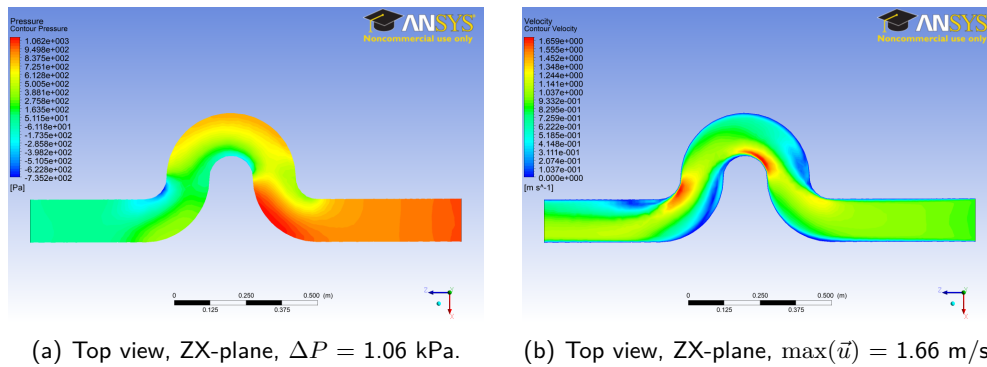 Pressure
Contour Pressure
1.062e+003
9.498e+002
8.375e+002
7.251e+002
6.128e+002
5.005e+002
3.881e+002
2.758e+002
1.635e+002
5.115e+001
-6.118e+001
-1.735e+002
-2.858e+002
-3.982e+002
-5.105e+002
-6.228e+002
-7.352e+002
[Pa]
ANSYS
Noncommercial use only
0 0.500 (m)
0.125 0.375
Z
X
(a) Top view, ZX-plane, ΔP = 1.06 kPa.
Velocity
Contour Velocity
1.659e+000
1.555e+000
1.452e+000
1.348e+000
1.244e+000
1.141e+000
1.037e+000
9.332e-001
8.295e-001
7.259e-001
6.222e-001
5.185e-001
4.148e-001
3.111e-001
2.074e-001
1.037e-001
0.000e+000
[m s^-1]
ANSYS
Noncommercial use only
0 0.500 (m)
0.125 0.375
Z
X
(b) Top view, ZX-plane, max(u⃗) = 1.66 m/s